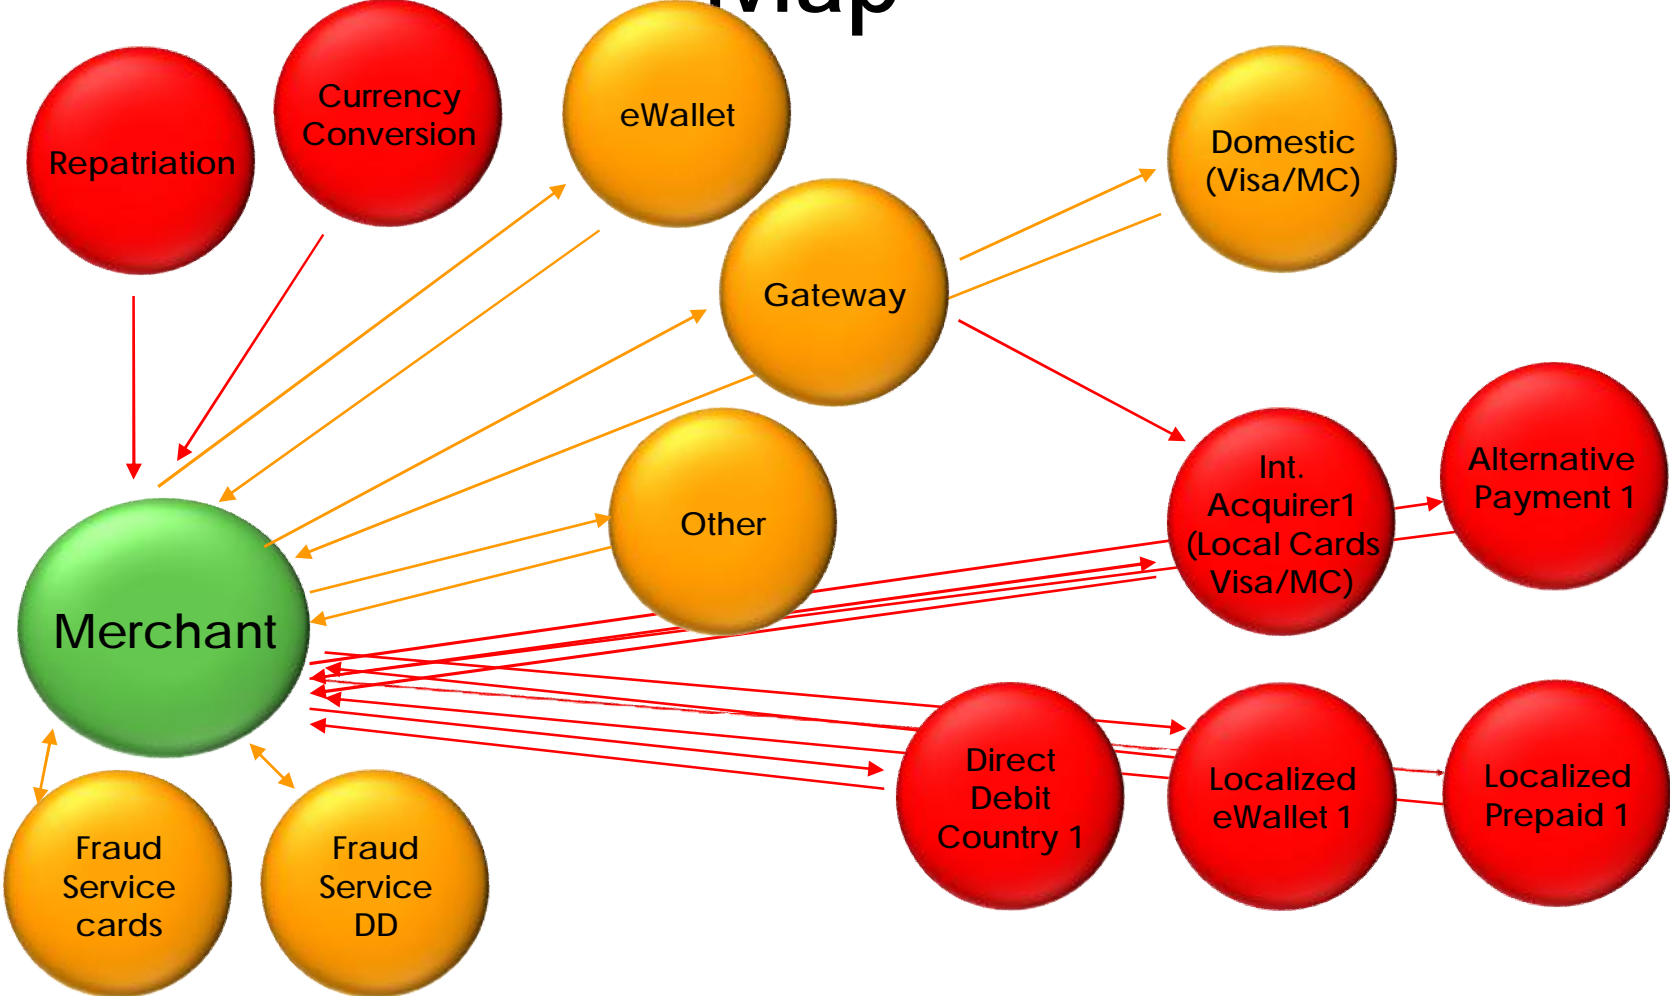 Map
Currency
Conversion
Repatriation
eWallet
Domestic
(Visa/MC)
Gateway
Int.
Acquirer1
(Local Cards
Visa/MC)
Alternative
Payment 1
Other
Merchant
Direct
Debit
Country 1
Localized
eWallet 1
Localized
Prepaid 1
Fraud
Service
cards
Fraud
Service
DD